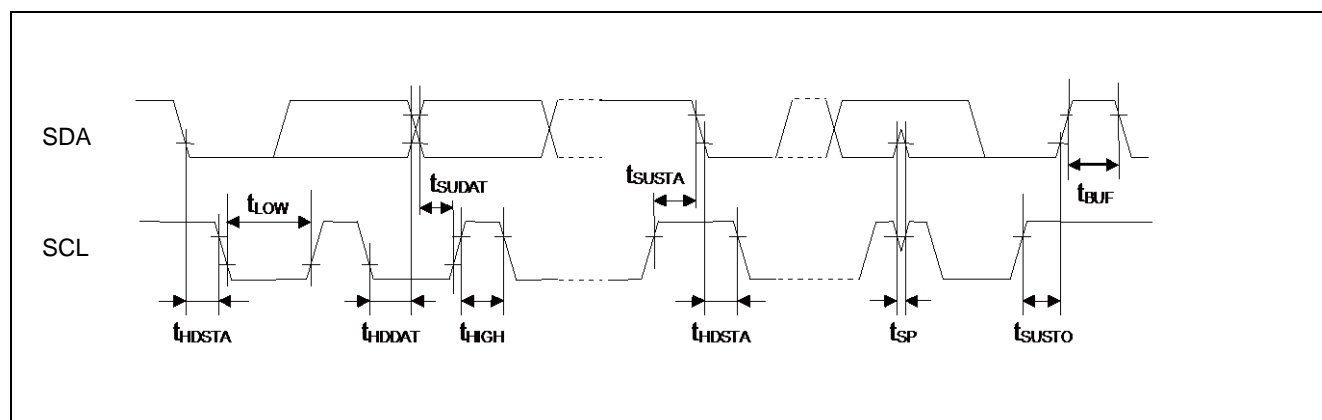 SDA
tSUDAT
tSUSTA
tLOW
tBUF
SCL
tHDSTA
tHDDAT
tHIGH
tHDSTA
tSP
tSUSTO